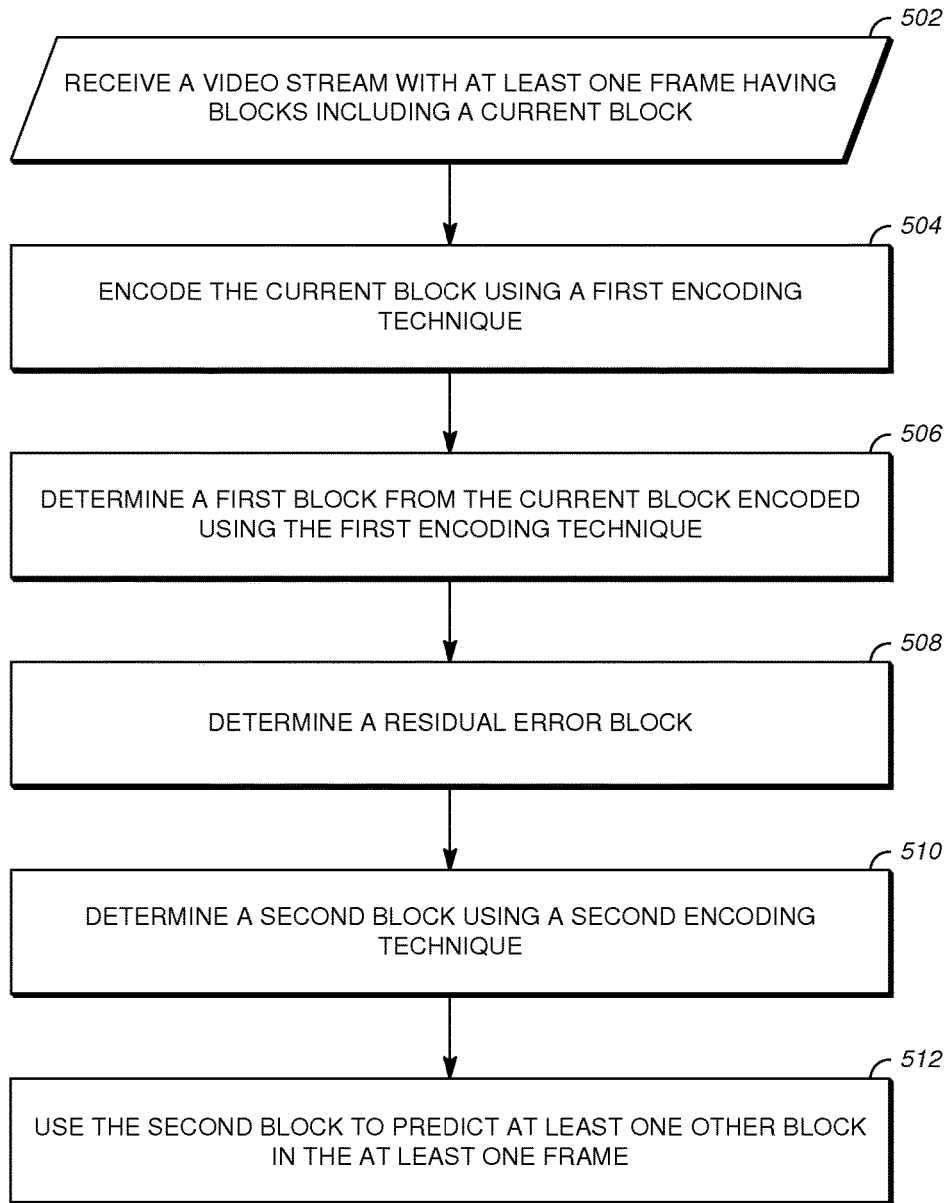 502
RECEIVE A VIDEO STREAM WITH AT LEAST ONE FRAME HAVING
BLOCKS INCLUDING A CURRENT BLOCK
504
ENCODE THE CURRENT BLOCK USING A FIRST ENCODING
TECHNIQUE
506
DETERMINE A FIRST BLOCK FROM THE CURRENT BLOCK ENCODED
USING THE FIRST ENCODING TECHNIQUE
508
DETERMINE A RESIDUAL ERROR BLOCK
510
DETERMINE A SECOND BLOCK USING A SECOND ENCODING
TECHNIQUE
512
USE THE SECOND BLOCK TO PREDICT AT LEAST ONE OTHER BLOCK
IN THE AT LEAST ONE FRAME